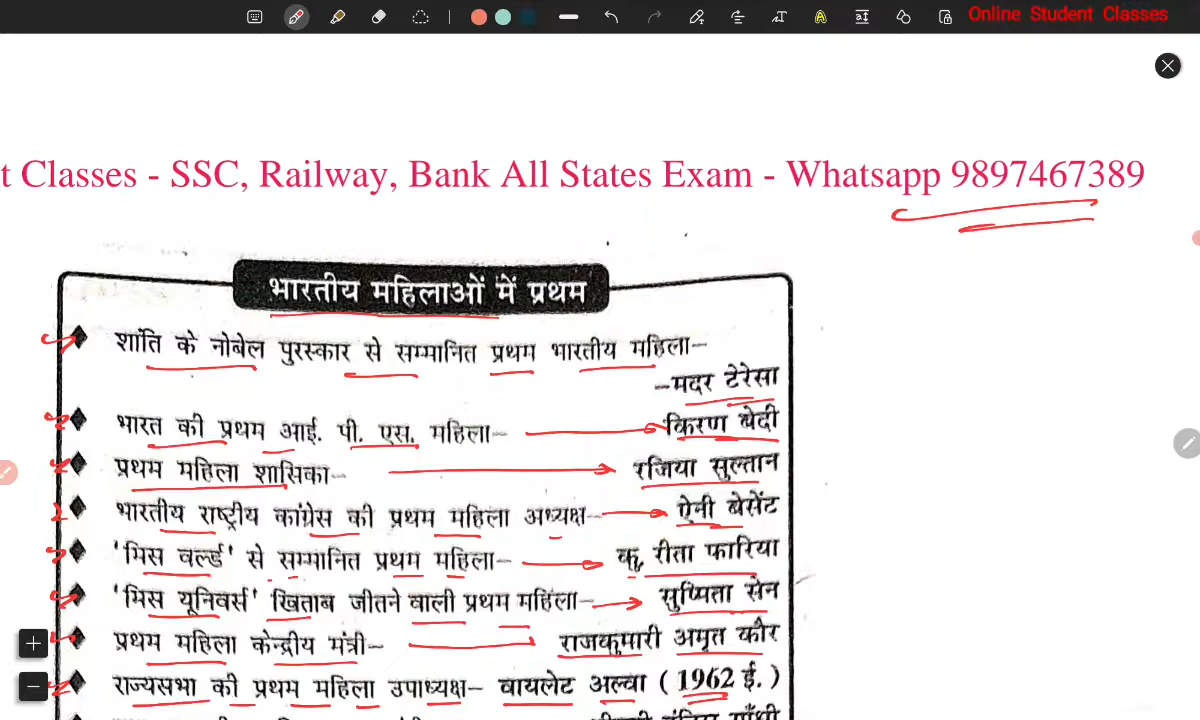 Online Student Classes
t Classes - SSC, Railway, Bank All States Exam - Whatsapp 9897467389
भारतीय महिलाओं में प्रथम
शांति के नोबेल पुरस्कार से सम्मानित प्रथम भारतीय महिला–
–मदर टेरेसा
भारत की प्रथम आई. पी. एस. महिला– किरण बेदी
प्रथम महिला शासिका– रजिया सुल्तान
भारतीय राष्ट्रीय कांग्रेस की प्रथम महिला अध्यक्ष– ऐनी बेसेंट
'मिस वर्ल्ड' से सम्मानित प्रथम महिला– कु. रीता फारिया
'मिस यूनिवर्स' खिताब जीतने वाली प्रथम महिला– सुष्मिता सेन
प्रथम महिला केन्द्रीय मंत्री– राजकुमारी अमृत कौर
राज्यसभा की प्रथम महिला उपाध्यक्ष– वायलेट अल्वा ( 1962 ई. )